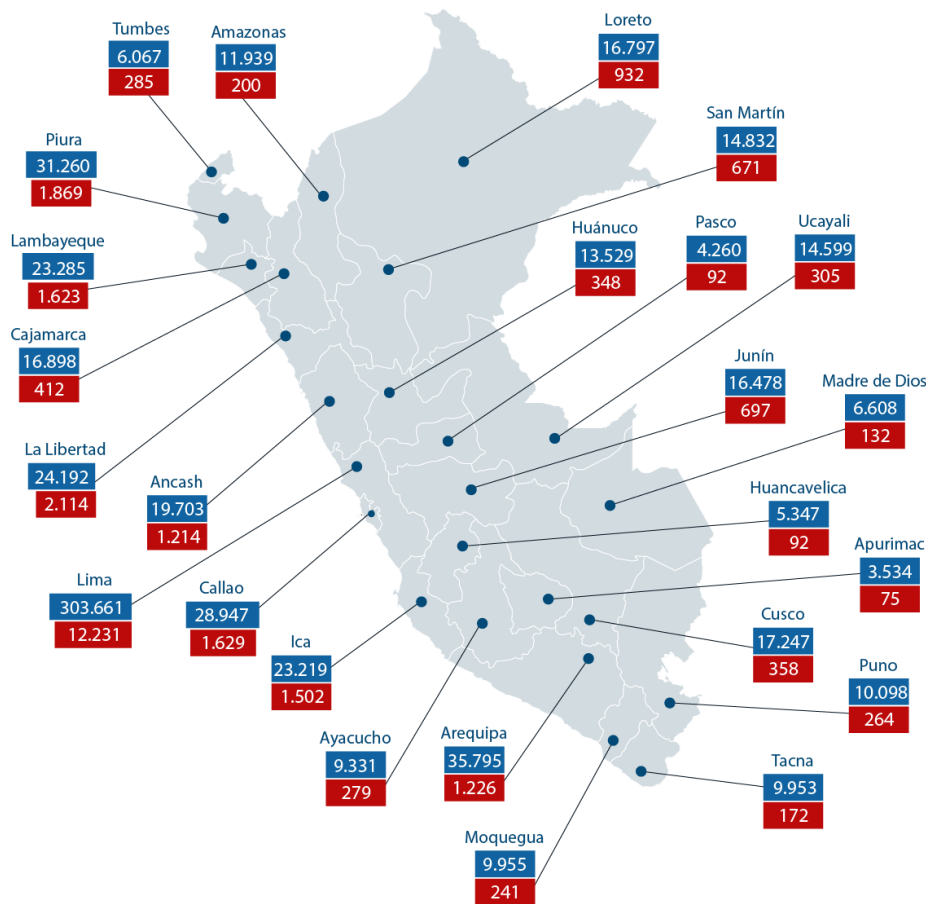 Tumbes
6.067
285
Amazonas
11.939
200
Loreto
16.797
932
San Martín
14.832
671
Piura
31.260
1.869
Lambayeque
23.285
1.623
Huánuco
13.529
348
Pasco
4.260
92
Ucayali
14.599
305
Cajamarca
16.898
412
Junín
16.478
697
Madre de Dios
6.608
132
La Libertad
24.192
2.114
Ancash
19.703
1.214
Huancavelica
5.347
92
Apurimac
3.534
75
Lima
303.661
12.231
Callao
28.947
1.629
Ica
23.219
1.502
Cusco
17.247
358
Puno
10.098
264
Ayacucho
9.331
279
Arequipa
35.795
1.226
Tacna
9.953
172
Moquegua
9.955
241